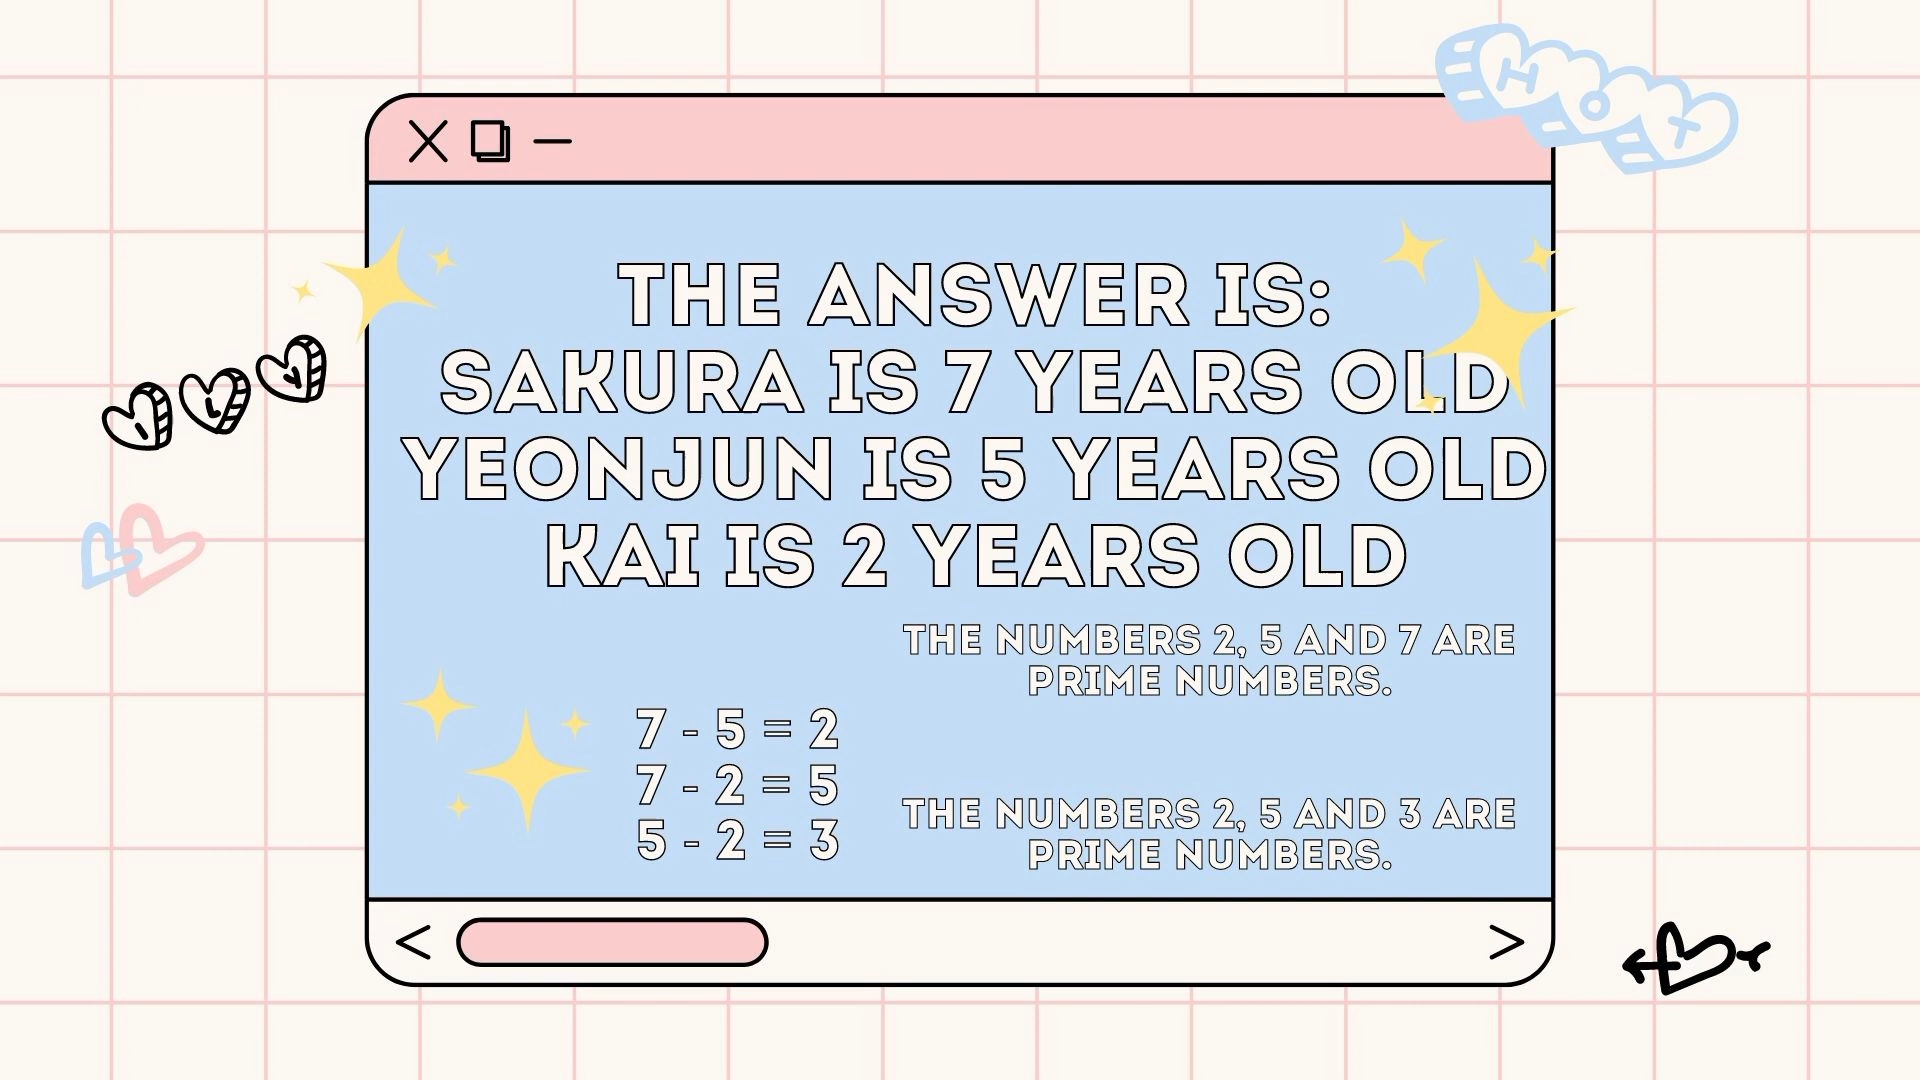 HOT
THE ANSWER IS:
SAKURA IS 7 YEARS OLD
YEONJUN IS 5 YEARS OLD
KAI IS 2 YEARS OLD
THE NUMBERS 2, 5 AND 7 ARE
PRIME NUMBERS.
7 - 5 = 2
7 - 2 = 5
5 - 2 = 3
THE NUMBERS 2, 5 AND 3 ARE
PRIME NUMBERS.